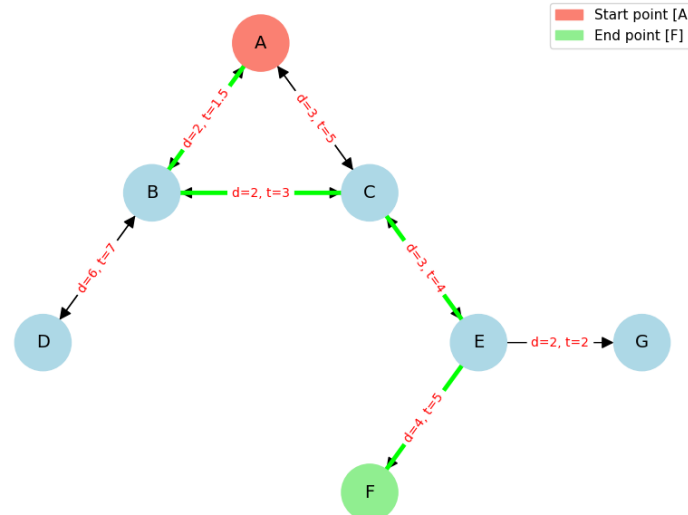 Start point [A
End point [F]
A
d=2, t=1.5
d=3, t=5
B
d=2, t=3
C
d=6, t=7
d=3, t=4
D
E
d=2, t=2
G
d=4, t=5
F